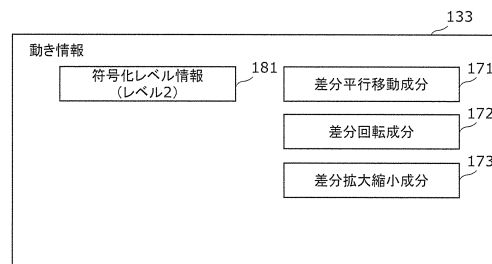 133
動き情報
符号化レベル情報
（レベル2）
181
差分平行移動成分
171
差分回転成分
172
差分拡大縮小成分
173